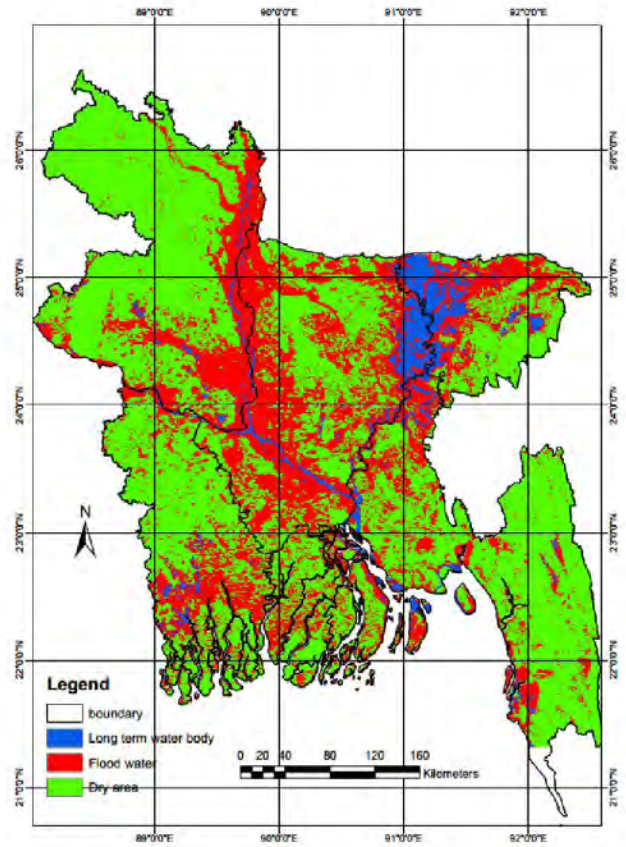 89°0'0"E 90°0'0"E 91°0'0"E 92°0'0"E
26°0'0"N 26°0'0"N
25°0'0"N 25°0'0"N
24°0'0"N 24°0'0"N
23°0'0"N 23°0'0"N
N
22°0'0"N 22°0'0"N
21°0'0"N 21°0'0"N
Legend
boundary
Long term water body
Flood water
Dry area
0 20 40 80 120 160
Kilometers
89°0'0"E 90°0'0"E 91°0'0"E 92°0'0"E